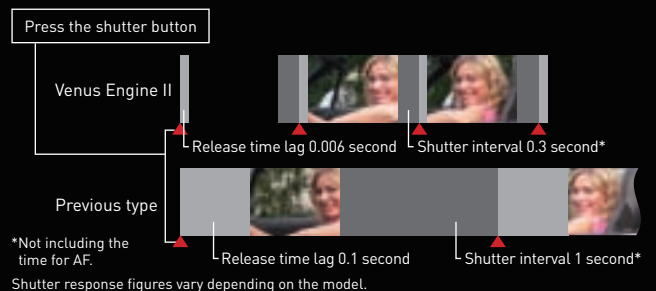 Press the shutter button
Venus Engine II
Release time lag 0.006 second
Shutter interval 0.3 second*
Previous type
*Not including the
time for AF.
Release time lag 0.1 second
Shutter interval 1 second*
Shutter response figures vary depending on the model.